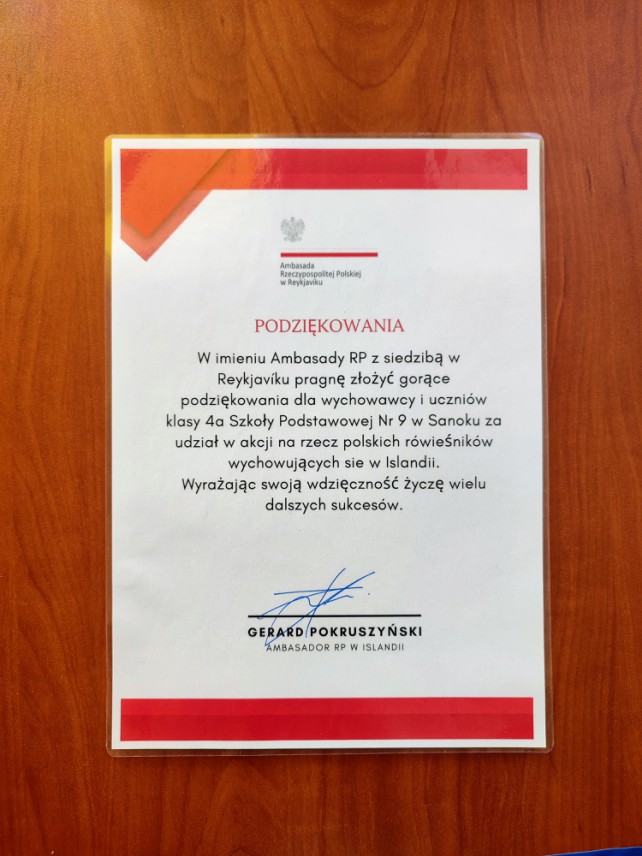 Ambasada
Rzeczypospolitej Polskiej
w Reykjaviku
PODZIĘKOWANIA
W imieniu Ambasady RP z siedzibą w
Reykjavíku pragnę złożyć gorące
podziękowania dla wychowawcy i uczniów
klasy 4a Szkoły Podstawowej Nr 9 w Sanoku za
udział w akcji na rzecz polskich rówieśników
wychowujących sie w Islandii.
Wyrażając swoją wdzięczność życzę wielu
dalszych sukcesów.
GERARD POKRUSZYŃSKI
AMBASADOR RP W ISLANDII